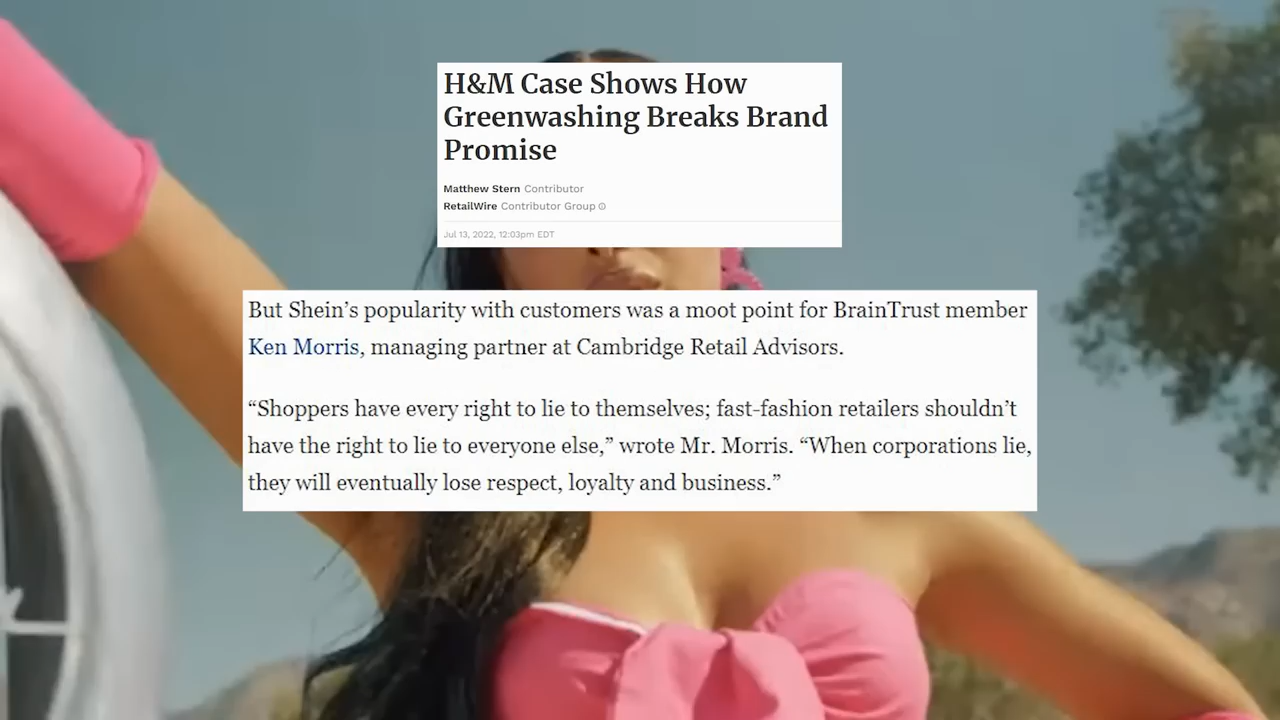 H&M Case Shows How
Greenwashing Breaks Brand
Promise
Matthew Stern Contributor
RetailWire Contributor Group
Jul 13, 2022, 12:03pm EDT
But Shein’s popularity with customers was a moot point for BrainTrust member
Ken Morris, managing partner at Cambridge Retail Advisors.
“Shoppers have every right to lie to themselves; fast-fashion retailers shouldn’t
have the right to lie to everyone else,” wrote Mr. Morris. “When corporations lie,
they will eventually lose respect, loyalty and business.”